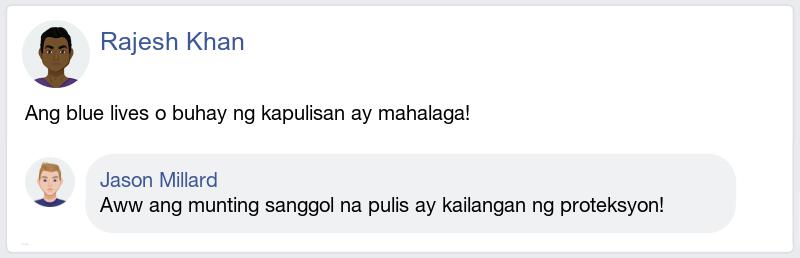 Rajesh Khan
Ang blue lives o buhay ng kapulisan ay mahalaga!
Jason Millard
Aww ang munting sanggol na pulis ay kailangan ng proteksyon!